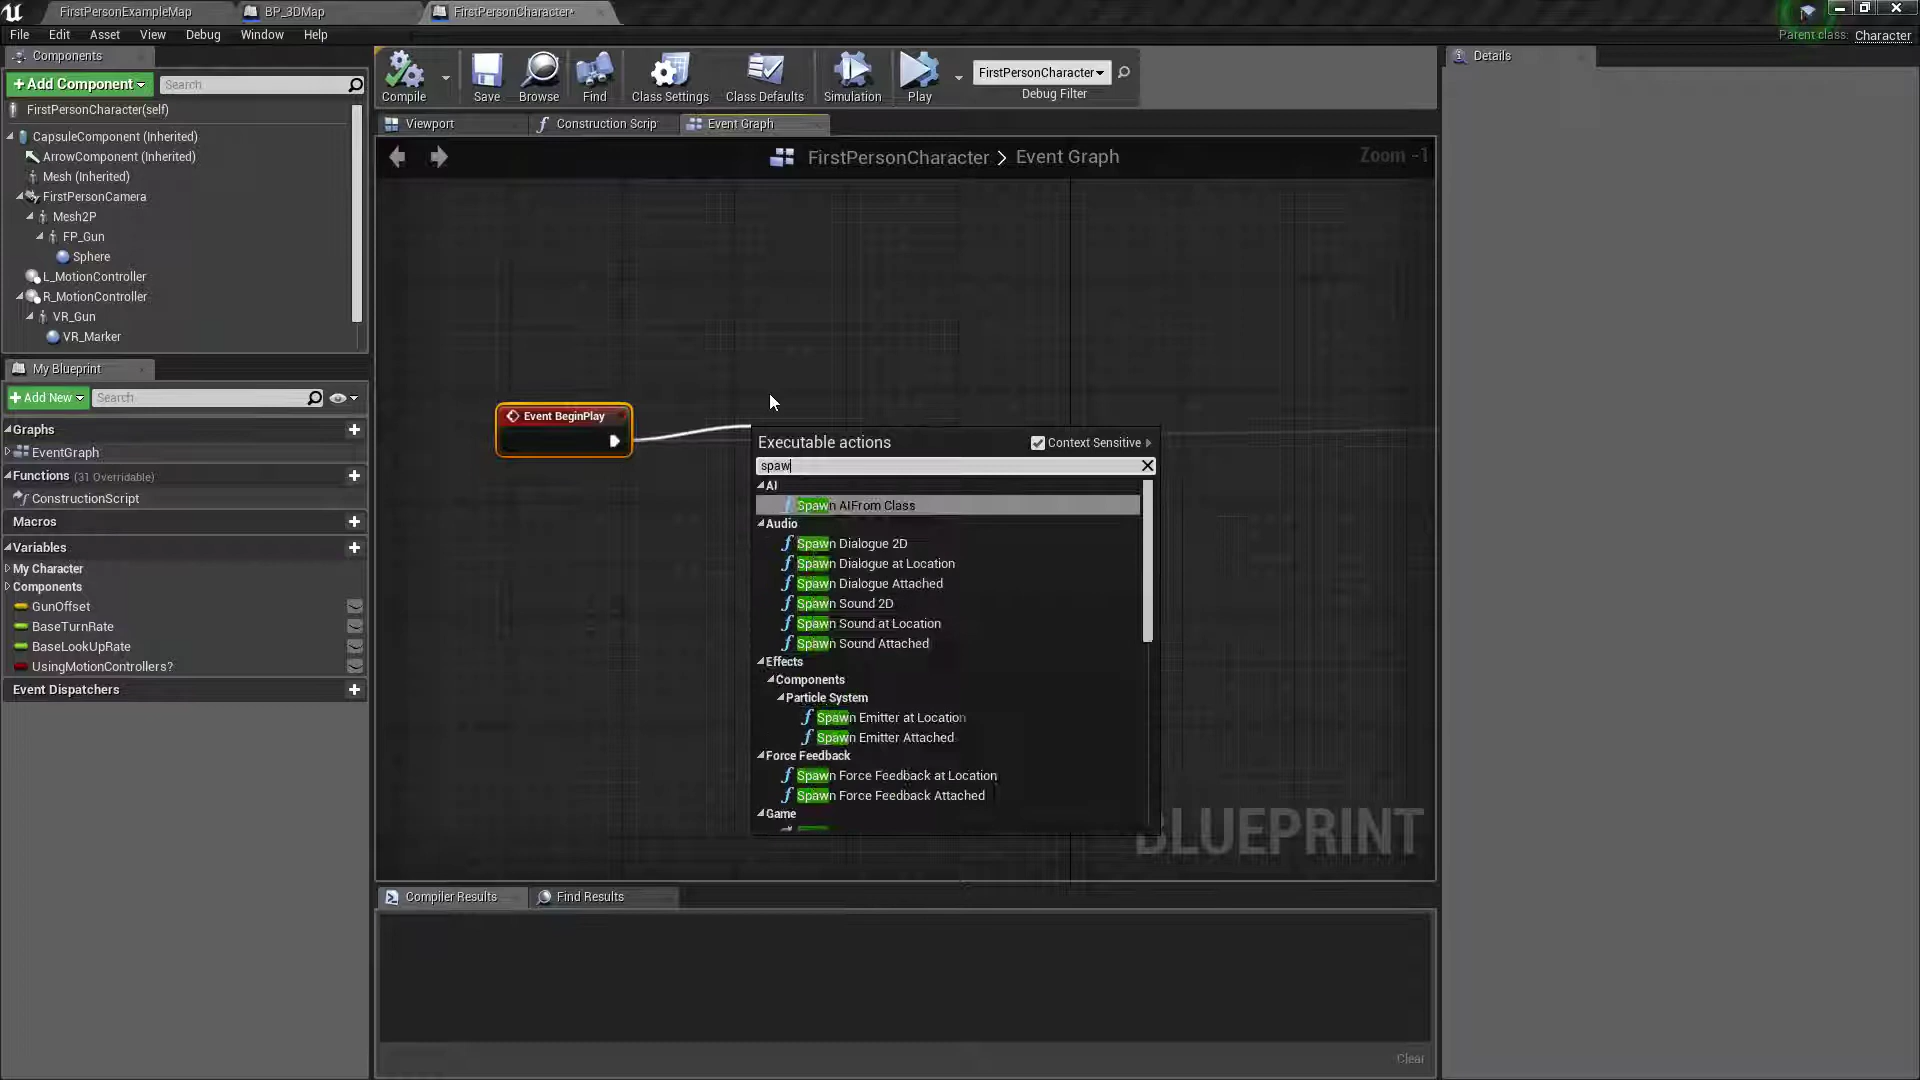 FirstPersonExampleMap
BP_3DMap
FirstPersonCharacter*
File Edit Asset View Debug Window Help
Parent class: Character
Components
+Add Component
Search
FirstPersonCharacter(self)
CapsuleComponent (Inherited)
ArrowComponent (Inherited)
Mesh (Inherited)
FirstPersonCamera
Mesh2P
FP_Gun
Sphere
L_MotionController
R_MotionController
VR_Gun
VR_Marker
My Blueprint
+Add New
Search
Graphs
EventGraph
Functions (31 Overridable)
ConstructionScript
Macros
Variables
My Character
Components
GunOffset
BaseTurnRate
BaseLookUpRate
UsingMotionControllers?
Event Dispatchers
Compile Save Browse Find Class Settings Class Defaults Simulation Play
FirstPersonCharacter
Debug Filter
Viewport
Construction Scrip
Event Graph
FirstPersonCharacter > Event Graph
Zoom -1
Event BeginPlay
Executable actions
Context Sensitive
spaw
AI
Spawn AIFrom Class
Audio
Spawn Dialogue 2D
Spawn Dialogue at Location
Spawn Dialogue Attached
Spawn Sound 2D
Spawn Sound at Location
Spawn Sound Attached
Effects
Components
Particle System
Spawn Emitter at Location
Spawn Emitter Attached
Force Feedback
Spawn Force Feedback at Location
Spawn Force Feedback Attached
Game
BLUEPRINT
Compiler Results
Find Results
Clear
Details